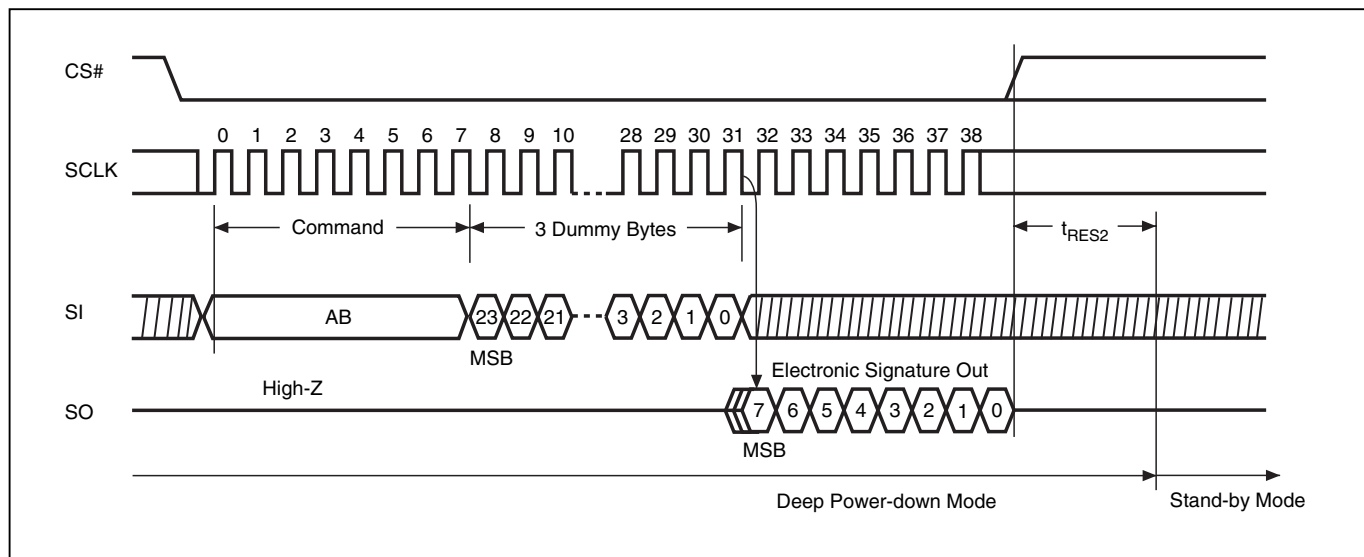 CS#
0 1 2 3 4 5 6 7 8 9 10 28 29 30 31 32 33 34 35 36 37 38
SCLK
Command 3 Dummy Bytes tRES2
SI AB 23 22 21 3 2 1 0
MSB
High-Z Electronic Signature Out
SO 7 6 5 4 3 2 1 0
MSB
Deep Power-down Mode Stand-by Mode